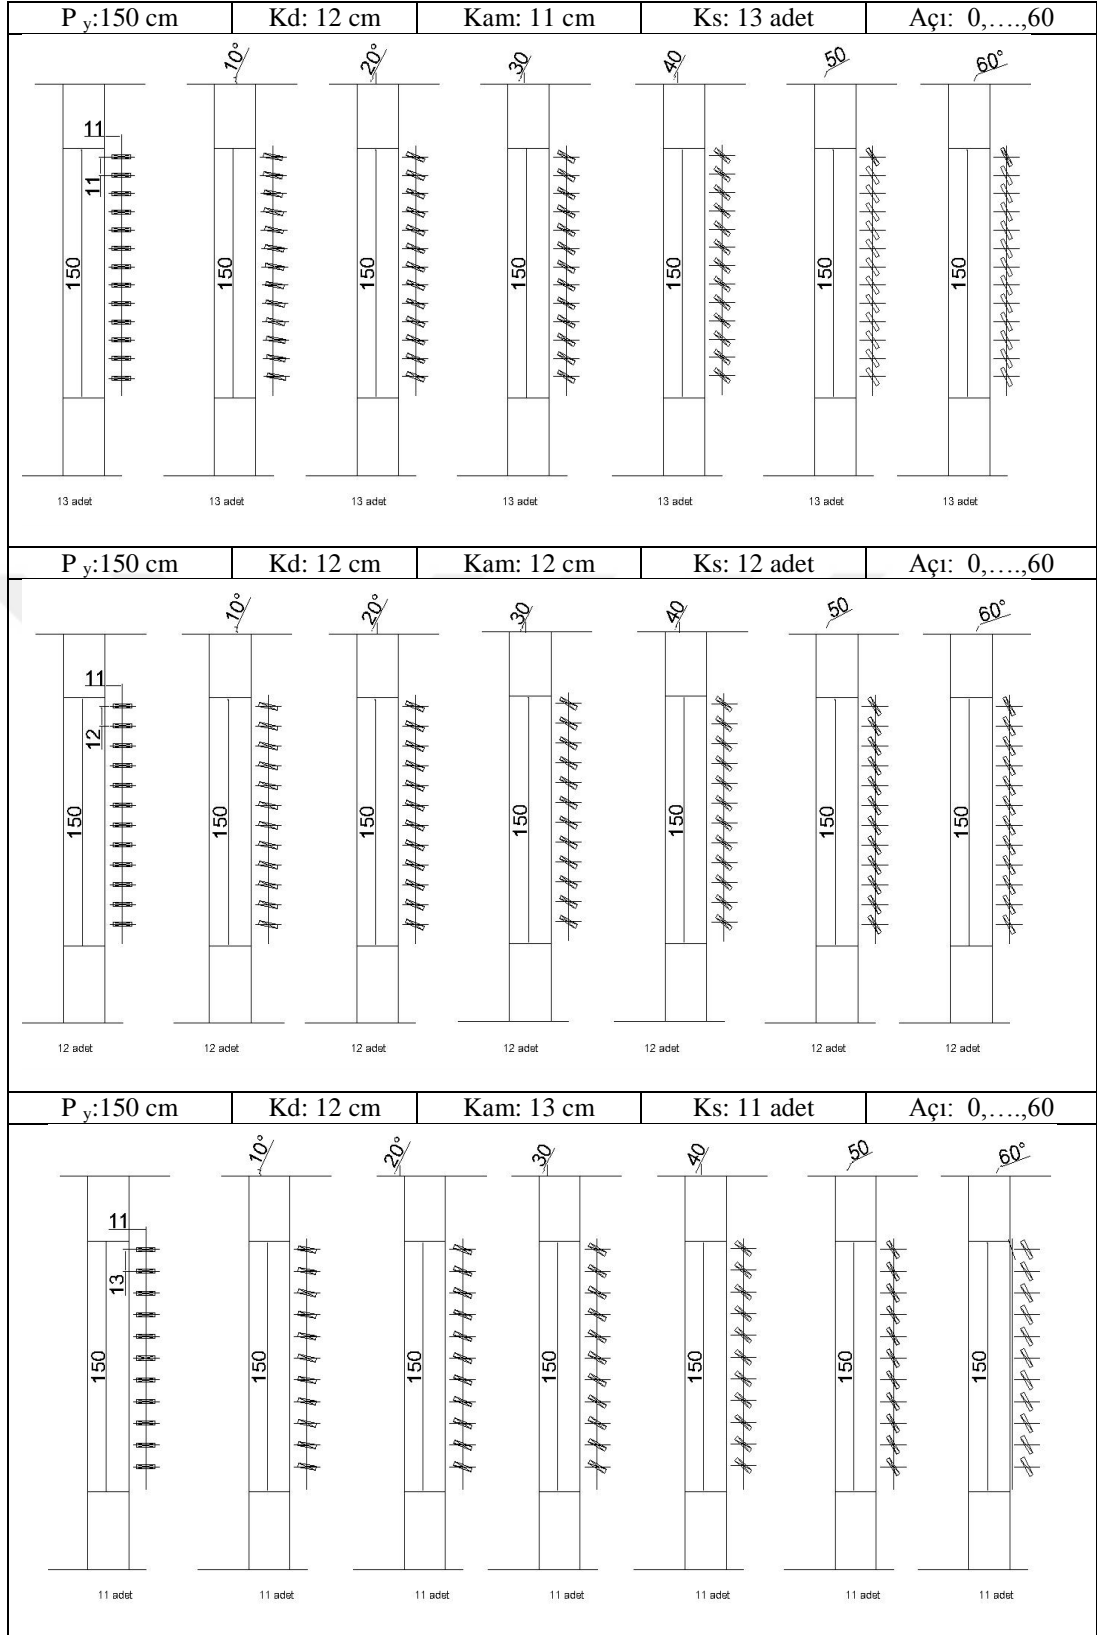 P y:150 cm Kd: 12 cm Kam: 11 cm Ks: 13 adet Açı: 0,….,60
10° 20° 30 40 50 60°
11
11
150 150 150 150 150 150 150
13 adet 13 adet 13 adet 13 adet 13 adet 13 adet 13 adet
P y:150 cm Kd: 12 cm Kam: 12 cm Ks: 12 adet Açı: 0,….,60
10° 20° 30 40 50 60°
11
12
150 150 150 150 150 150 150
12 adet 12 adet 12 adet 12 adet 12 adet 12 adet 12 adet
P y:150 cm Kd: 12 cm Kam: 13 cm Ks: 11 adet Açı: 0,….,60
10° 20° 30 40 50 60°
11
13
150 150 150 150 150 150 150
11 adet 11 adet 11 adet 11 adet 11 adet 11 adet 11 adet